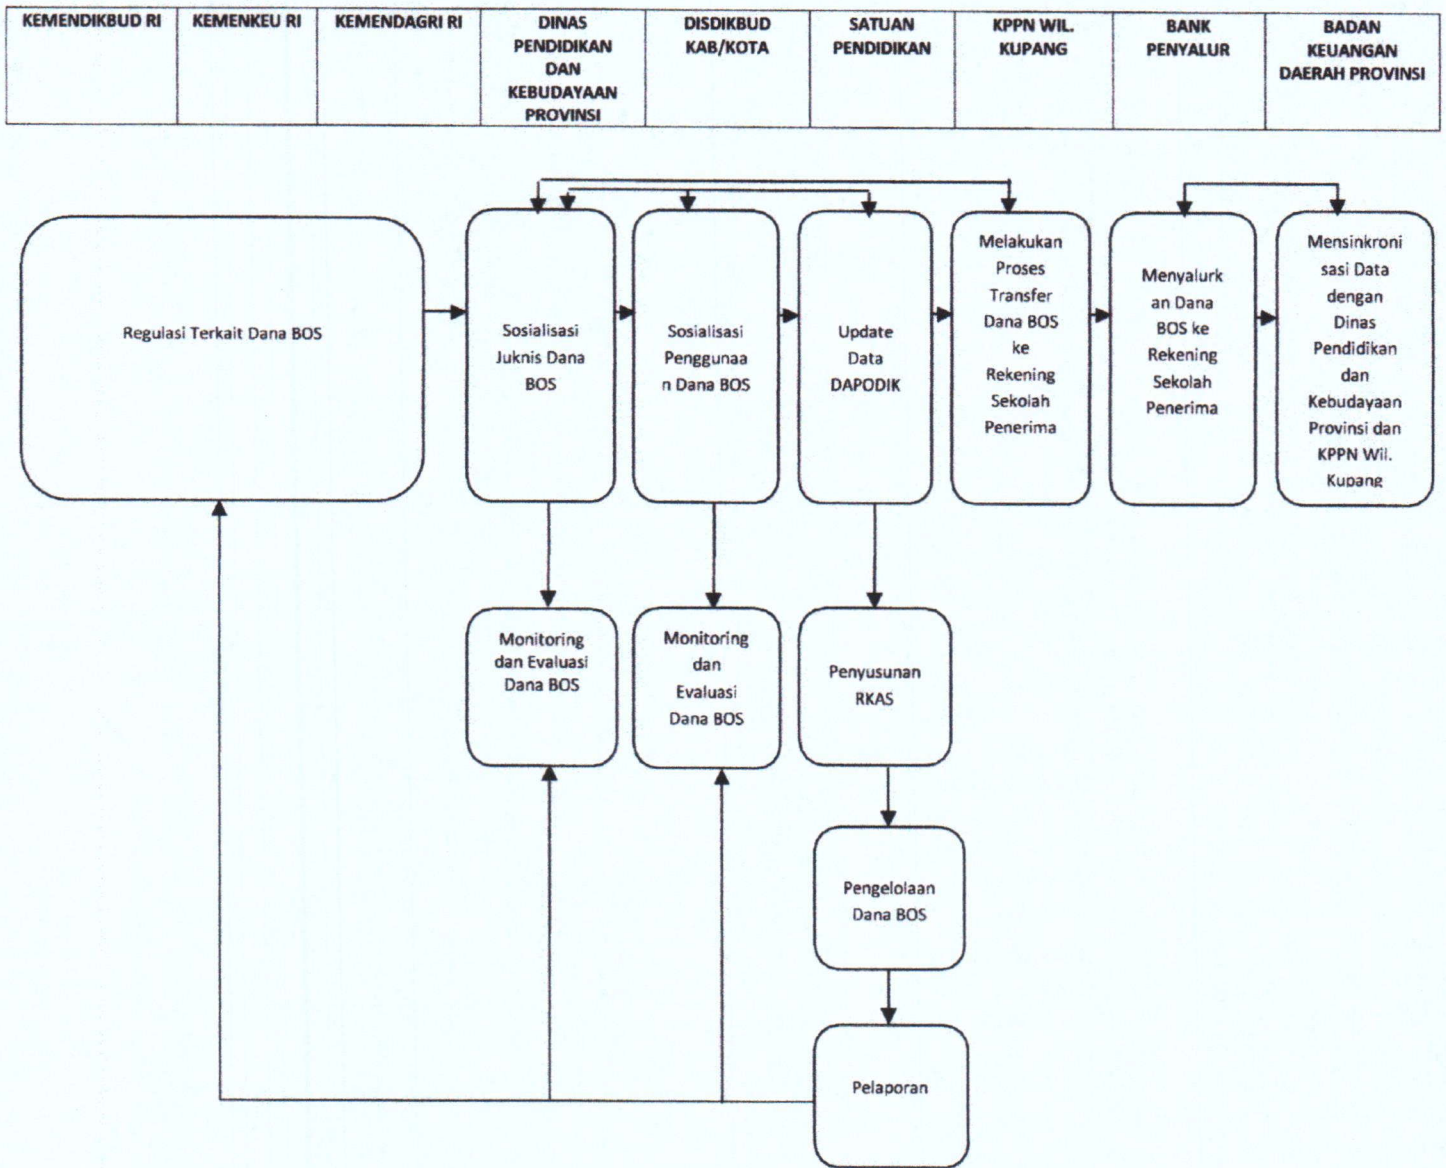 KEMENDIKBUD RI
KEMENKEU RI
KEMENDAGRI RI
DINAS
PENDIDIKAN
DAN
KEBUDAYAAN
PROVINSI
DISDIKBUD
KAB/KOTA
SATUAN
PENDIDIKAN
KPPN WIL.
KUPANG
BANK
PENYALUR
BADAN
KEUANGAN
DAERAH PROVINSI
Regulasi Terkait Dana BOS
Sosialisasi
Juknis Dana
BOS
Sosialisasi
Penggunaa
n Dana BOS
Update
Data
DAPODIK
Melakukan
Proses
Transfer
Dana BOS
ke
Rekening
Sekolah
Penerima
Menyalurk
an Dana
BOS ke
Rekening
Sekolah
Penerima
Mensinkroni
sasi Data
dengan
Dinas
Pendidikan
dan
Kebudayaan
Provinsi dan
KPPN Wil.
Kupang
Monitoring
dan Evaluasi
Dana BOS
Monitoring
dan
Evaluasi
Dana BOS
Penyusunan
RKAS
Pengelolaan
Dana BOS
Pelaporan